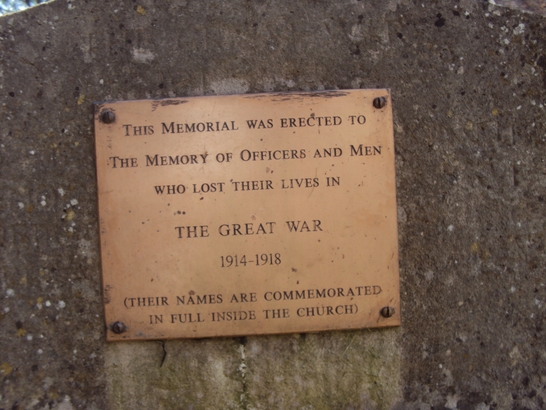 THIS MEMORIAL WAS ERECTED TO
THE MEMORY OF OFFICERS AND MEN
WHO LOST THEIR LIVES IN
THE GREAT WAR
1914-1918
(THEIR NAMES ARE COMMEMORATED
IN FULL INSIDE THE CHURCH)